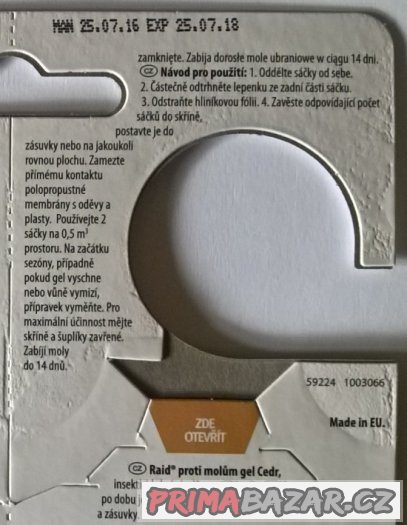 MAN 25.07.16 EXP 25.07.18
zamknięte. Zabija dorosłe mole ubraniowe w ciągu 14 dni.
CZ Návod pro použití: 1. Oddělte sáčky od sebe.
2. Částečně odtrhněte lepenku ze zadní části sáčku.
3. Odstraňte hliníkovou fólii. 4. Zavěste odpovídající počet
sáčků do skříně,
postavte je do
zásuvky nebo na jakoukoli
rovnou plochu. Zamezte
přímému kontaktu
polopropustné
membrány s oděvy a
plasty. Používejte 2
sáčky na 0,5 m³
prostoru. Na začátku
sezóny, případně
pokud gel vyschne
nebo vůně vymizí,
přípravek vyměňte. Pro
maximální účinnost mějte
skříně a šuplíky zavřené.
Zabíjí moly
do 14 dnů.
59224 1003066
Made in EU.
ZDE
OTEVŘÍT
CZ Raid® proti molům gel Cedr,
po dobu
a zásuvky.
PRIMABAZAR.CZ